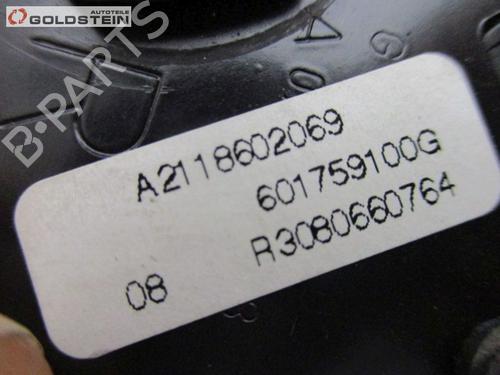 AUTOTEILE
GOLDSTEIN
B-PARTS
A2118602069
601759100G
R3080660764
08